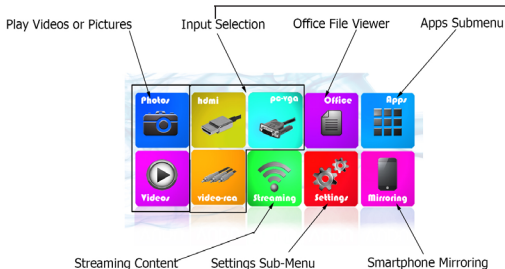 Play Videos or Pictures
Input Selection
Office File Viewer
Apps Submenu
Photos
hdmi
pc-vga
Office
Apps
Videos
video-rca
Streaming
Settings
Mirroring
Streaming Content
Settings Sub-Menu
Smartphone Mirroring